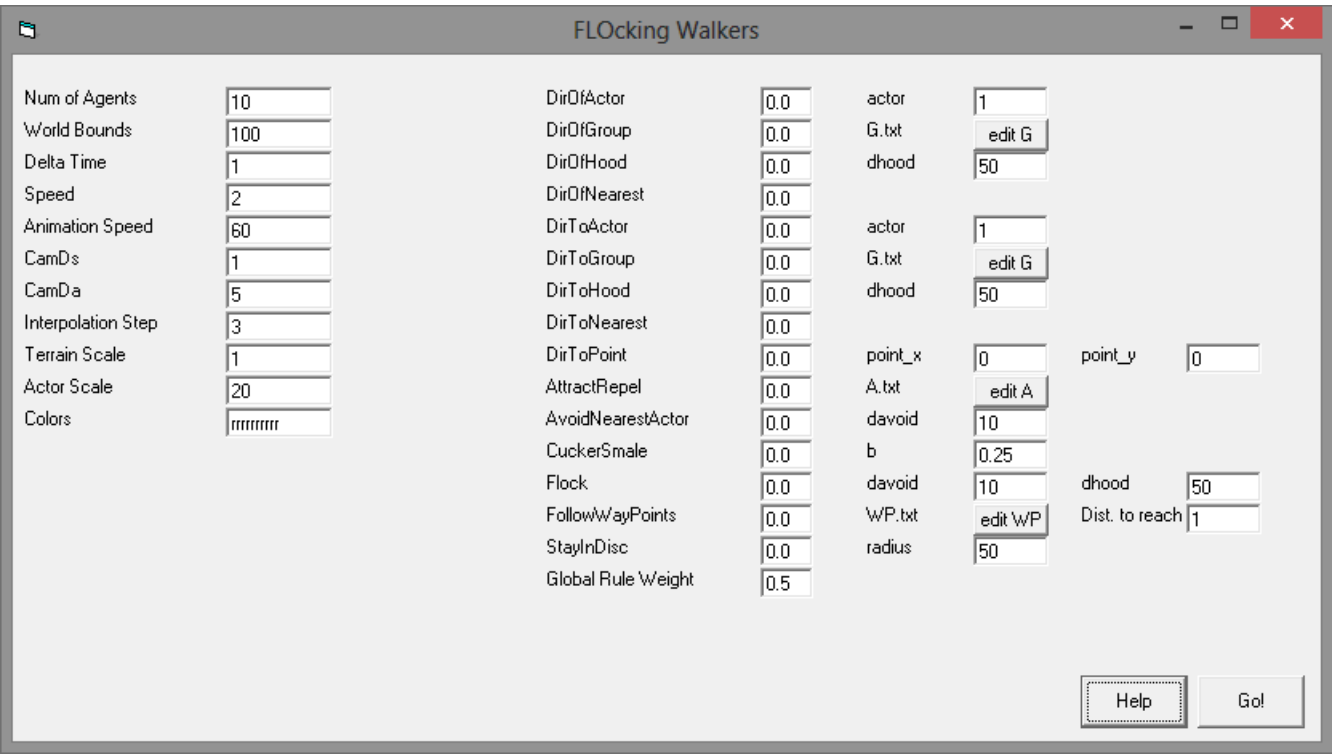 FLOcking Walkers
Num of Agents 10 DirOfActor 0.0 actor 1
World Bounds 100 DirOfGroup 0.0 G.txt edit G
Delta Time 1 DirOfHood 0.0 dhood 50
Speed 2 DirOfNearest 0.0
Animation Speed 60 DirToActor 0.0 actor 1
CamDs 1 DirToGroup 0.0 G.txt edit G
CamDa 5 DirToHood 0.0 dhood 50
Interpolation Step 3 DirToNearest 0.0
Terrain Scale 1 DirToPoint 0.0 point_x 0 point_y 0
Actor Scale 20 AttractRepel 0.0 A.txt edit A
Colors rrrrrrrrrr AvoidNearestActor 0.0 davoid 10
CuckerSmale 0.0 b 0.25
Flock 0.0 davoid 10 dhood 50
FollowWayPoints 0.0 WP.txt edit WP Dist. to reach 1
StayInDisc 0.0 radius 50
Global Rule Weight 0.5
Help Go!